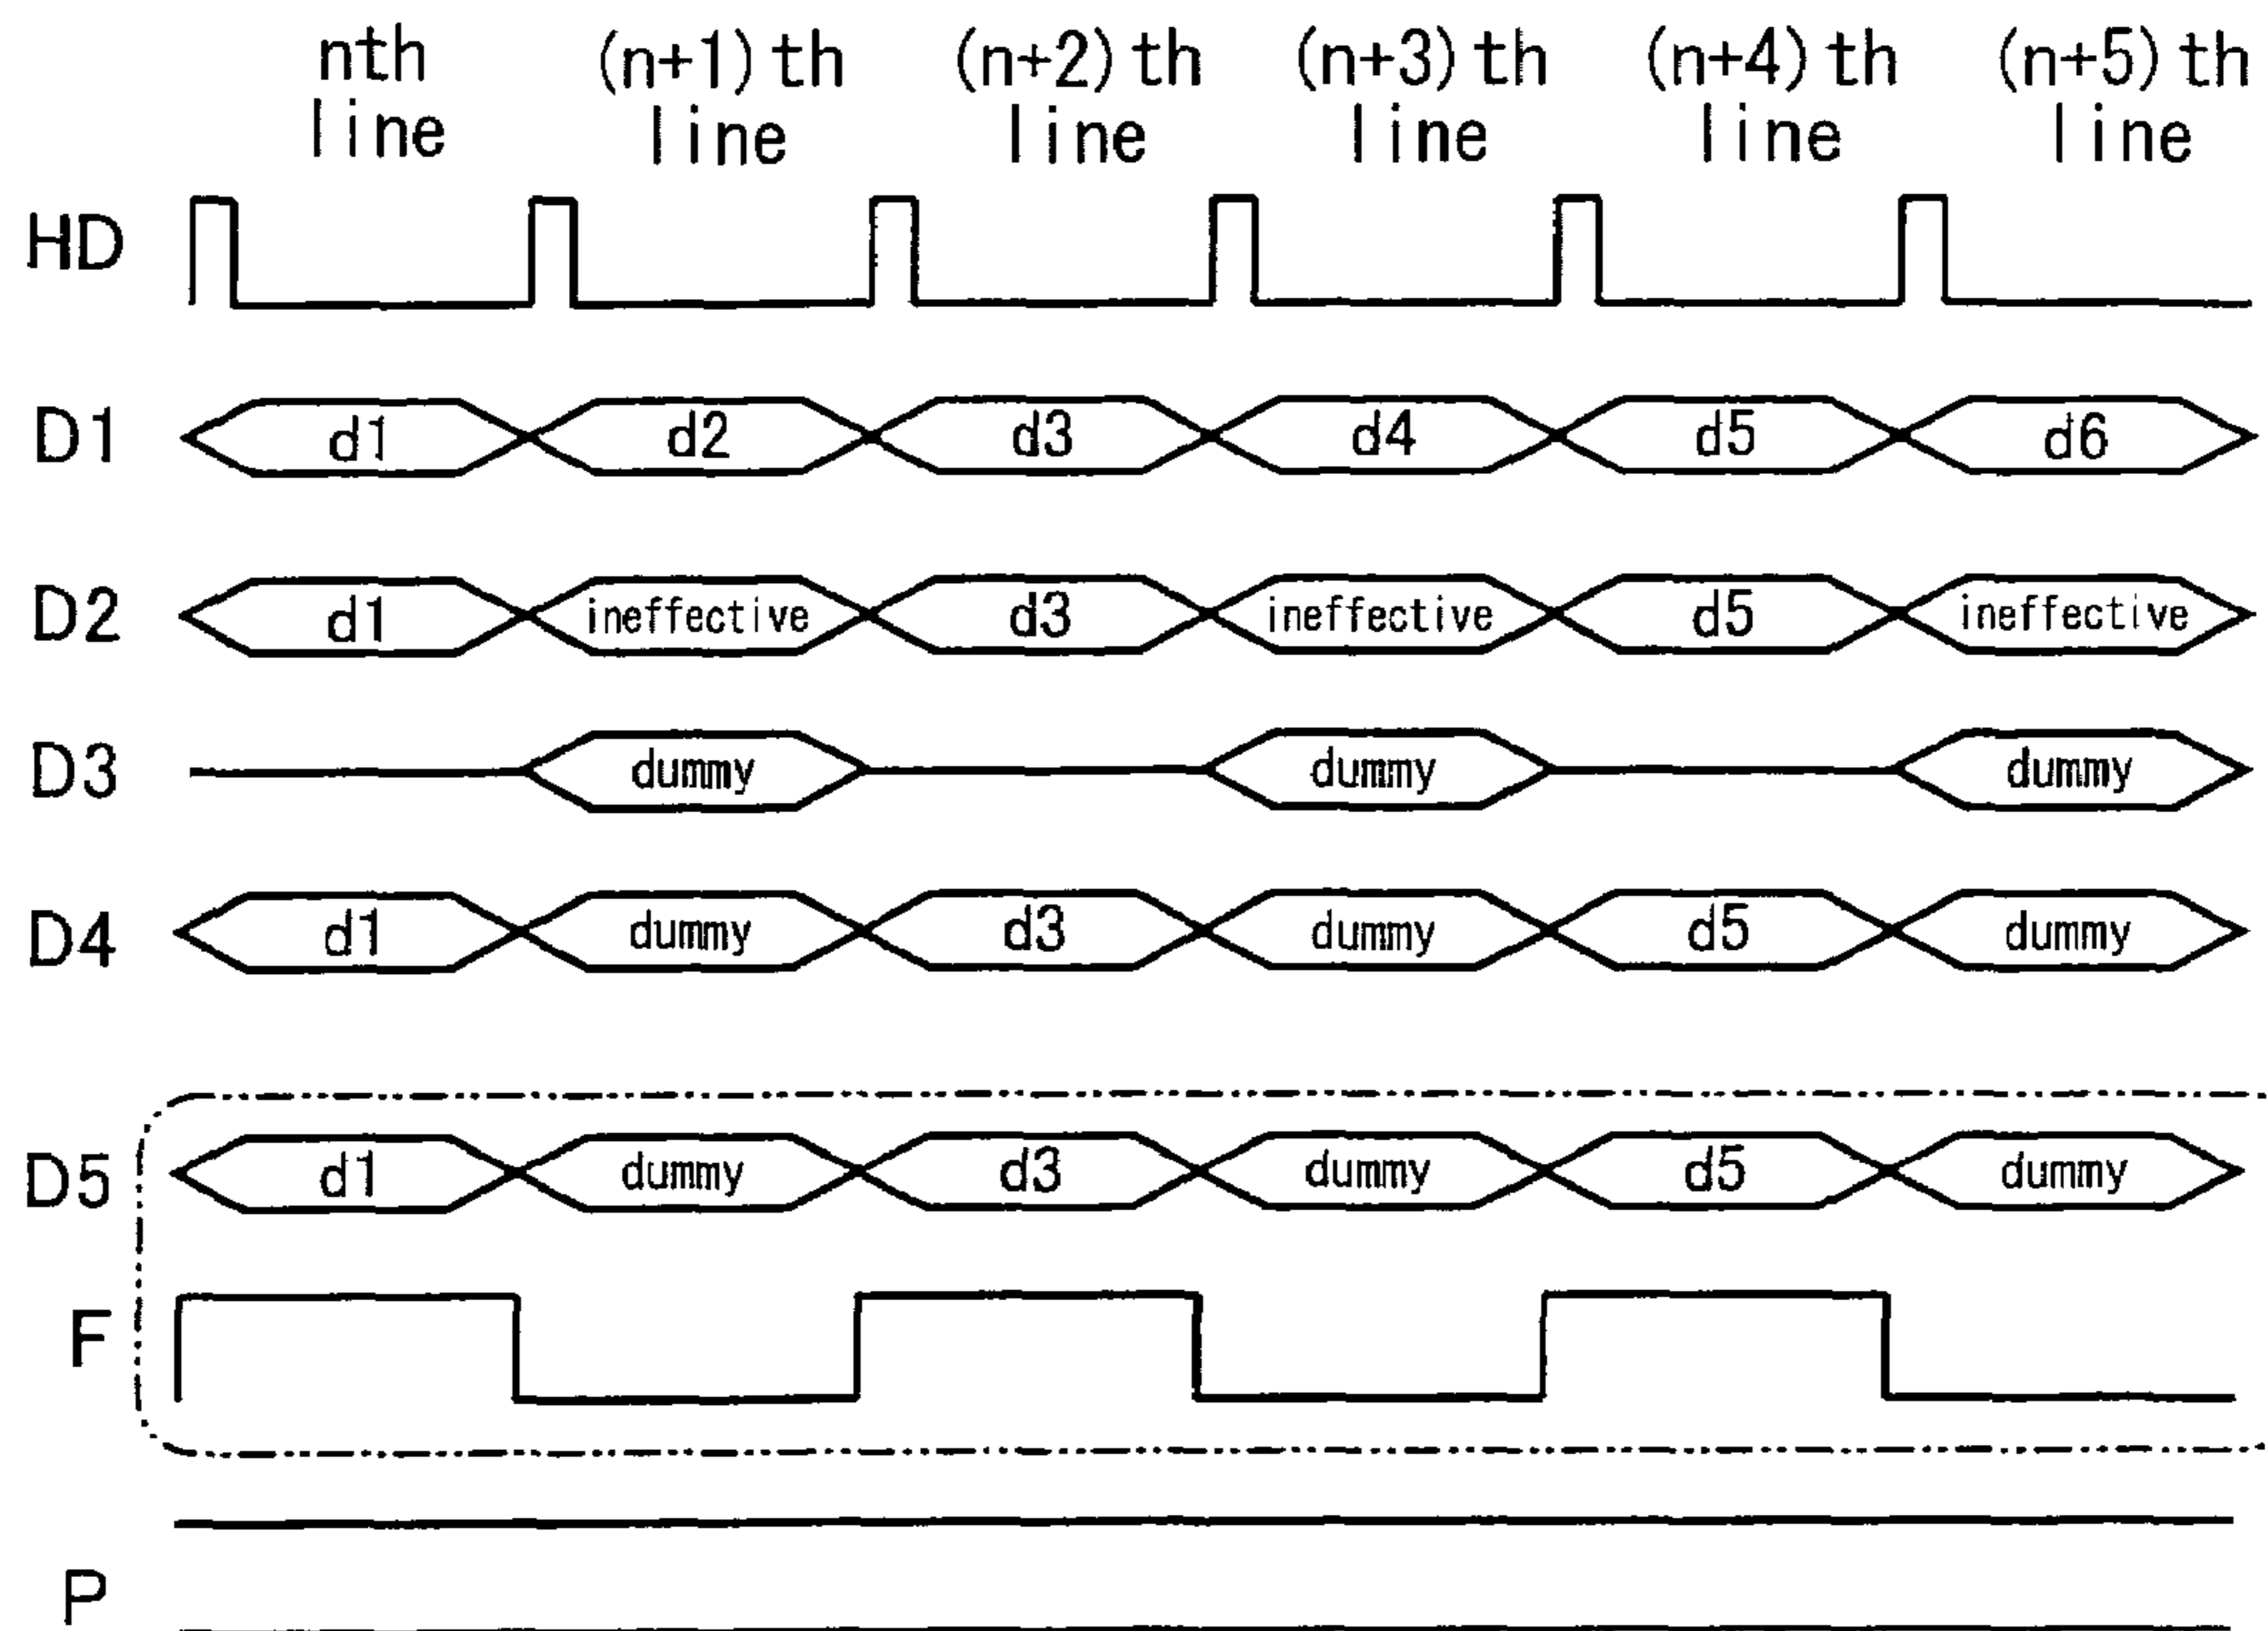 nth line (n+1)th line (n+2)th line (n+3)th line (n+4)th line (n+5)th line
HD
D1 d1 d2 d3 d4 d5 d6
D2 d1 ineffective d3 ineffective d5 ineffective
D3 dummy dummy dummy
D4 d1 dummy d3 dummy d5 dummy
D5 d1 dummy d3 dummy d5 dummy
F
P